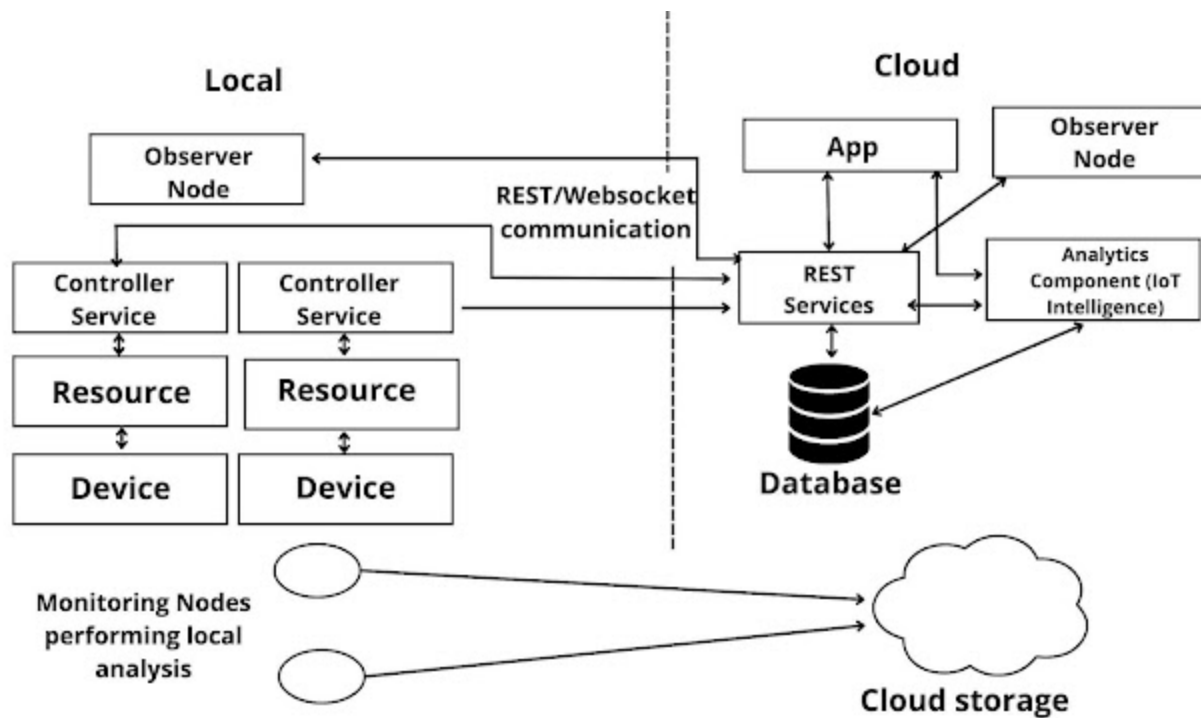 Local
Cloud
Observer
Node
App
Observer
Node
REST/Websocket
communication
Controller
Service
Controller
Service
REST
Services
Analytics
Component (IoT
Intelligence)
Resource
Resource
Device
Device
Database
Monitoring Nodes
performing local
analysis
Cloud storage